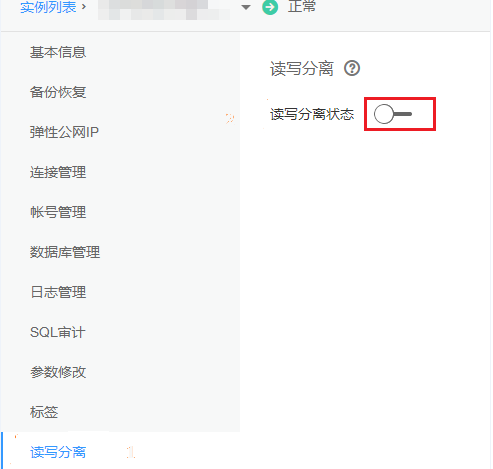 实例列表 › 正常
基本信息
备份恢复
弹性公网IP
连接管理
帐号管理
数据库管理
日志管理
SQL审计
参数修改
标签
读写分离
读写分离 ?
读写分离状态